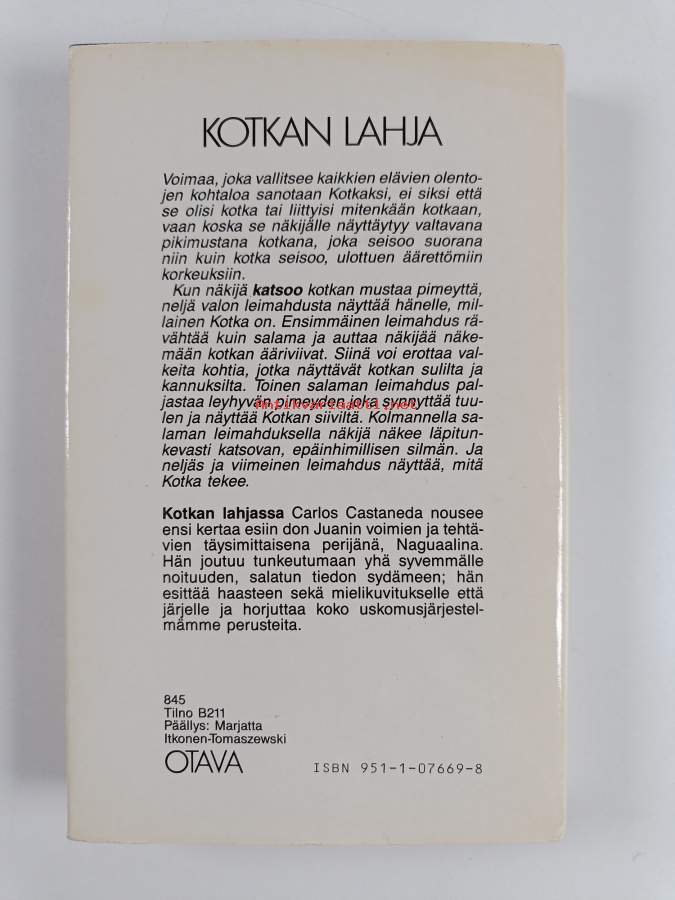 KOTKAN LAHJA
Voimaa, joka vallitsee kaikkien elävien olento-
jen kohtaloa sanotaan Kotkaksi, ei siksi että
se olisi kotka tai liittyisi mitenkään kotkaan,
vaan koska se näkijälle näyttäytyy valtavana
pikimustana kotkana, joka seisoo suorana
niin kuin kotka seisoo, ulottuen äärettömiin
korkeuksiin.
Kun näkijä katsoo kotkan mustaa pimeyttä,
neljä valon leimahdusta näyttää hänelle, mil-
lainen Kotka on. Ensimmäinen leimahdus rä-
vähtää kuin salama ja auttaa näkijää näke-
mään kotkan ääriviivat. Siinä voi erottaa val-
keita kohtia, jotka näyttävät kotkan sulilta ja
kannuksilta. Toinen salaman leimahdus pal-
jastaa leyhyvän pimeyden joka synnyttää tuu-
Antikvariaatti.net
len ja näyttää Kotkan siiviltä. Kolmannella sa-
laman leimahduksella näkijä näkee läpitun-
kevasti katsovan, epäinhimillisen silmän. Ja
neljäs ja viimeinen leimahdus näyttää, mitä
Kotka tekee.
Kotkan lahjassa Carlos Castaneda nousee
ensi kertaa esiin don Juanin voimien ja tehtä-
vien täysimittaisena perijänä, Naguaalina.
Hän joutuu tunkeutumaan yhä syvemmälle
noituuden, salatun tiedon sydämeen; hän
esittää haasteen sekä mielikuvitukselle että
järjelle ja horjuttaa koko uskomusjärjestel-
mämme perusteita.
845
Tilno B211
Päällys: Marjatta
Itkonen-Tomaszewski
OTAVA
ISBN 951-1-07669-8